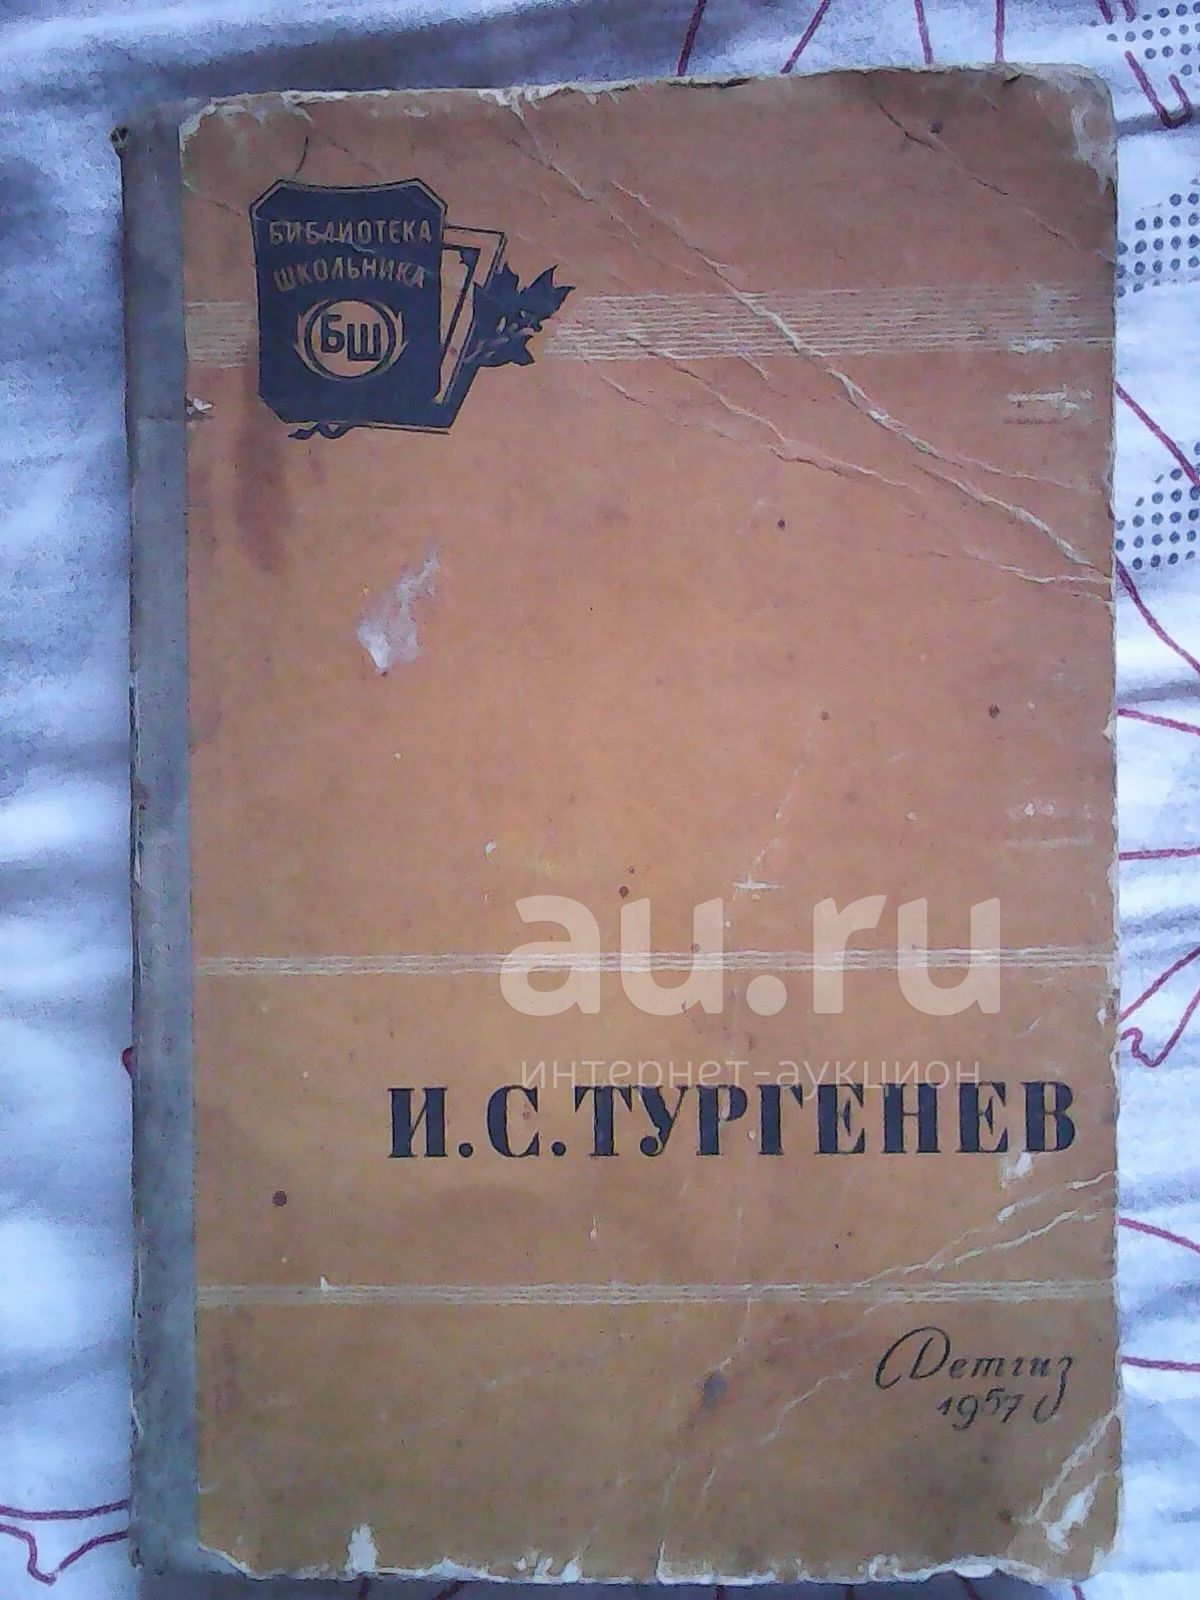 БИБЛИОТЕКА
ШКОЛЬНИКА
БШ
au.ru
интернет-аукцион
И.С.ТУРГЕНЕВ
Детгиз
1957